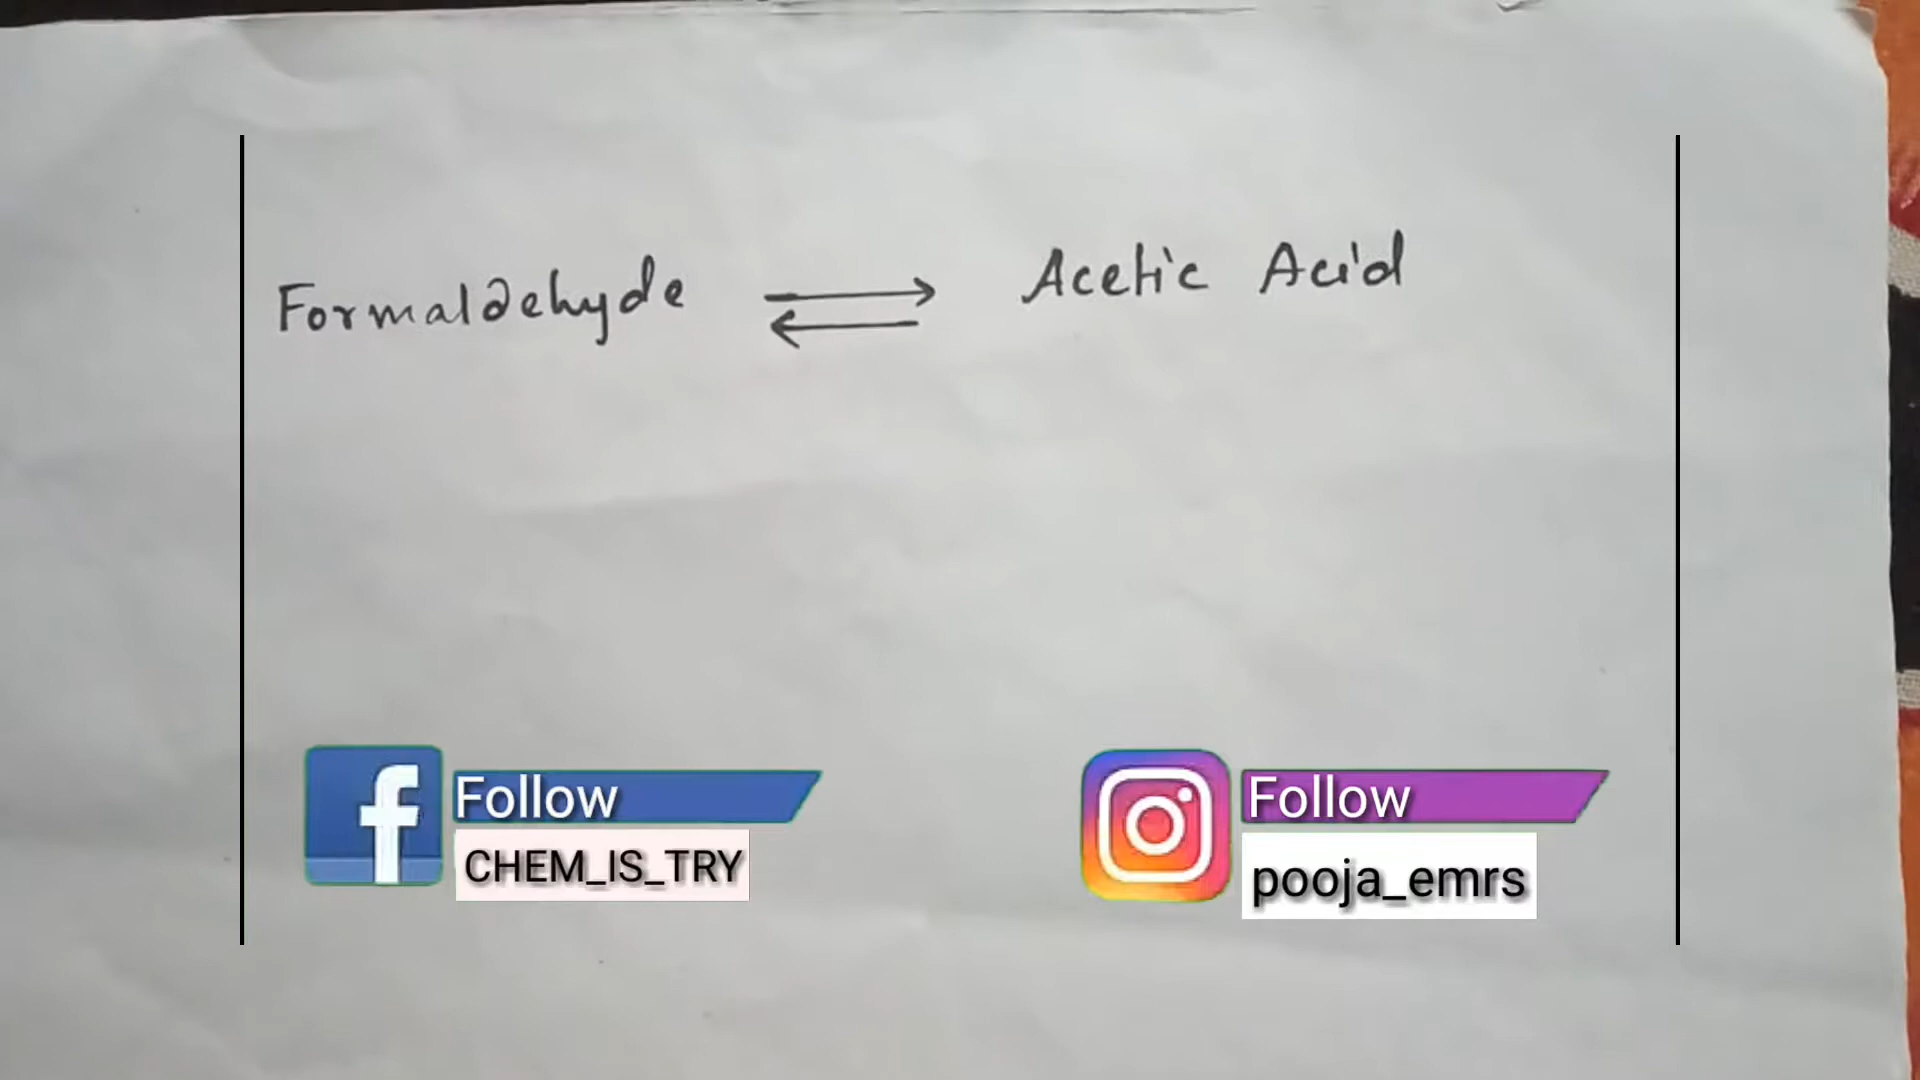 Formaldehyde ⇌ Acetic Acid
Follow
CHEM_IS_TRY
Follow
pooja_emrs